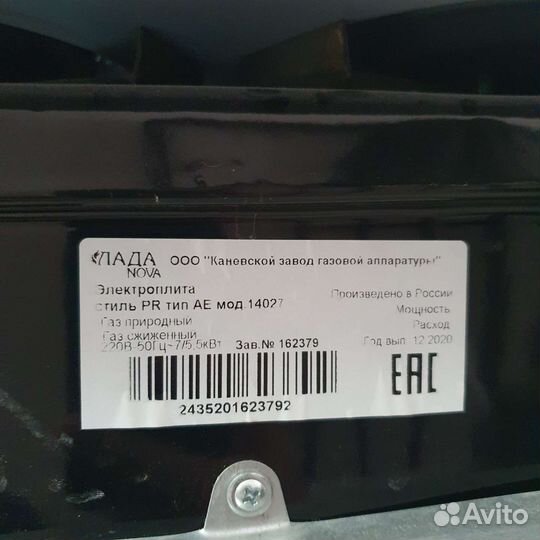 ЛАДА
NOVA
ООО "Каневской завод газовой аппаратуры"
Электроплита
стиль PR тип АЕ мод.14027
Газ природный
Газ сжиженный
220В-50Гц~7/5,5кВт
Зав.№ 162379
Произведено в России
Мощность
Расход
Год вып. 12.2020
EAC
2435201623792
Avito